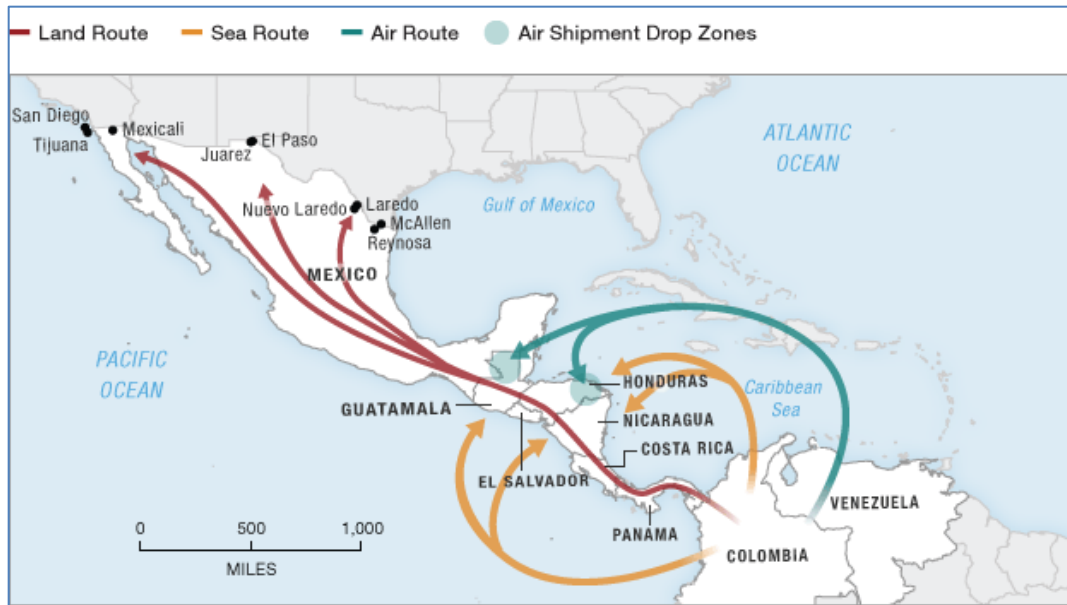 Land Route
Sea Route
Air Route
Air Shipment Drop Zones
San Diego
Tijuana
Mexicali
Juarez
El Paso
Nuevo Laredo
Laredo
McAllen
Reynosa
MEXICO
Gulf of Mexico
ATLANTIC
OCEAN
PACIFIC
OCEAN
Caribbean
Sea
GUATAMALA
HONDURAS
NICARAGUA
COSTA RICA
EL SALVADOR
PANAMA
VENEZUELA
COLOMBIA
0
500
1,000
MILES